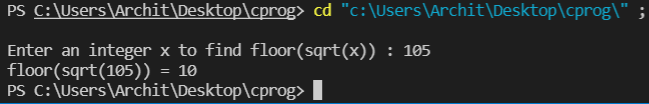 PS C:\Users\Archit\Desktop\cprog> cd "c:\Users\Archit\Desktop\cprog\" ;
Enter an integer x to find floor(sqrt(x)) : 105
floor(sqrt(105)) = 10
PS C:\Users\Archit\Desktop\cprog>